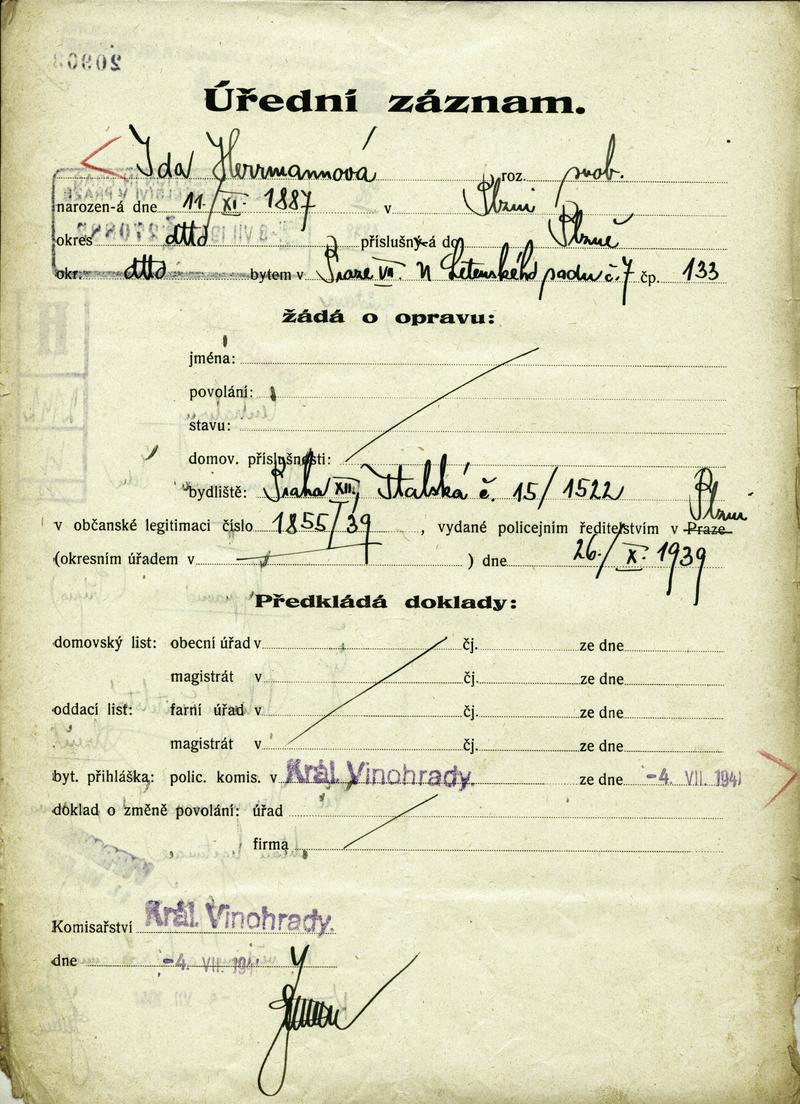 20903
Úřední záznam.
Ida Herrmannová roz. svob.
narozen-á dne 11./XI. 1887 v Plzni
okres dtto příslušný-á do Plzně
okr. dtto bytem v Praze VII. N Letenského sadu č. 7 čp. 133
žádá o opravu:
jména:
povolání:
stavu:
domov. příslušnosti:
bydliště: Praha XII, Italská č. 15/1522
Plzni
v občanské legitimaci číslo 1855/39, vydané policejním ředitelstvím v Praze
(okresním úřadem v ) dne 26./X. 1939
Předkládá doklady:
domovský list: obecní úřad v čj. ze dne
magistrát v čj. ze dne
oddací list: farní úřad v čj. ze dne
magistrát v čj. ze dne
byt. přihláška: polic. komis. v Král. Vinohrady. ze dne -4. VII. 1941
doklad o změně povolání: úřad
firma
Komisařství Král. Vinohrady.
dne -4. VII. 194